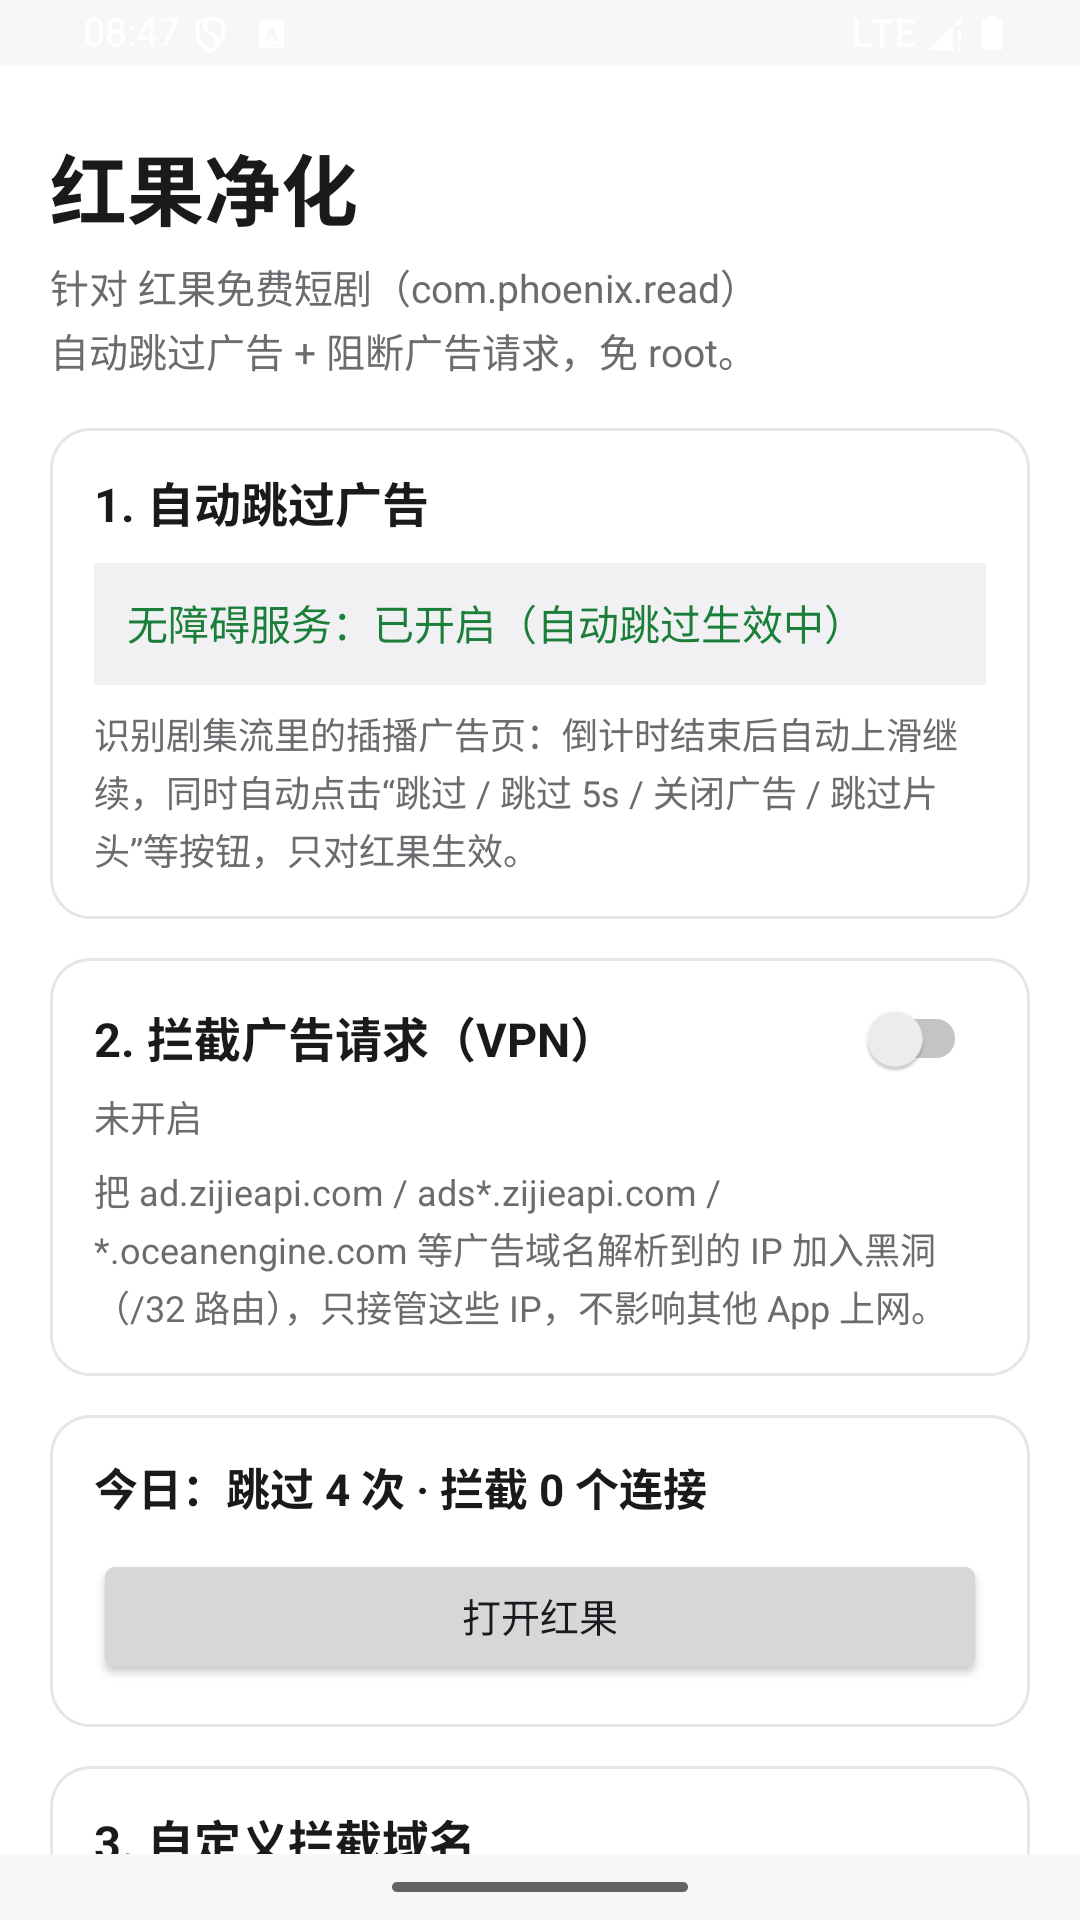 08:47
LTE
红果净化
针对 红果免费短剧（com.phoenix.read）
自动跳过广告 + 阻断广告请求，免 root。
1. 自动跳过广告
无障碍服务：已开启（自动跳过生效中）
识别剧集流里的插播广告页：倒计时结束后自动上滑继
续，同时自动点击“跳过 / 跳过 5s / 关闭广告 / 跳过片
头”等按钮，只对红果生效。
2. 拦截广告请求（VPN）
未开启
把 ad.zijieapi.com / ads*.zijieapi.com /
*.oceanengine.com 等广告域名解析到的 IP 加入黑洞
（/32 路由），只接管这些 IP，不影响其他 App 上网。
今日：跳过 4 次 · 拦截 0 个连接
打开红果
3. 自定义拦截域名